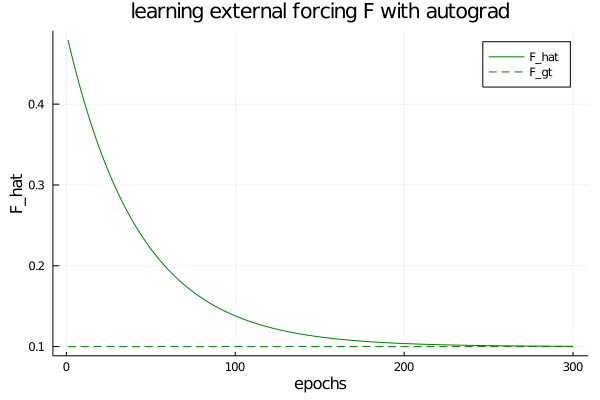 learning external forcing F with autograd
F_hat
F_gt
F_hat
0.4
0.3
0.2
0.1
0
100
200
300
epochs